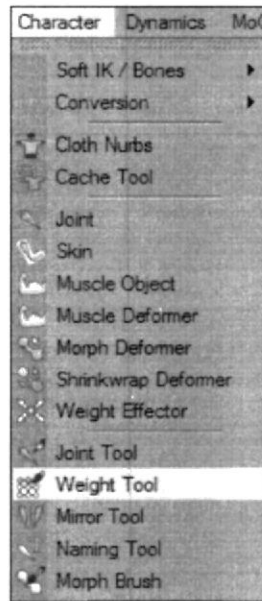 Character Dynamics Mo
Soft IK / Bones
Conversion
Cloth Nurbs
Cache Tool
Joint
Skin
Muscle Object
Muscle Deformer
Morph Deformer
Shrinkwrap Deformer
Weight Effector
Joint Tool
Weight Tool
Mirror Tool
Naming Tool
Morph Brush